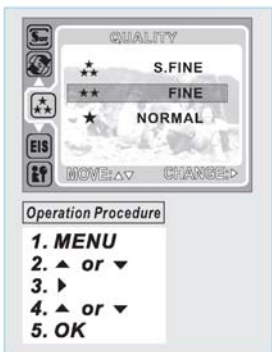 QUALITY
S.FINE
FINE
NORMAL
EIS
MOVE:△▽ CHANGE:▷
Operation Procedure
1. MENU
2. ▲ or ▼
3. ▶
4. ▲ or ▼
5. OK